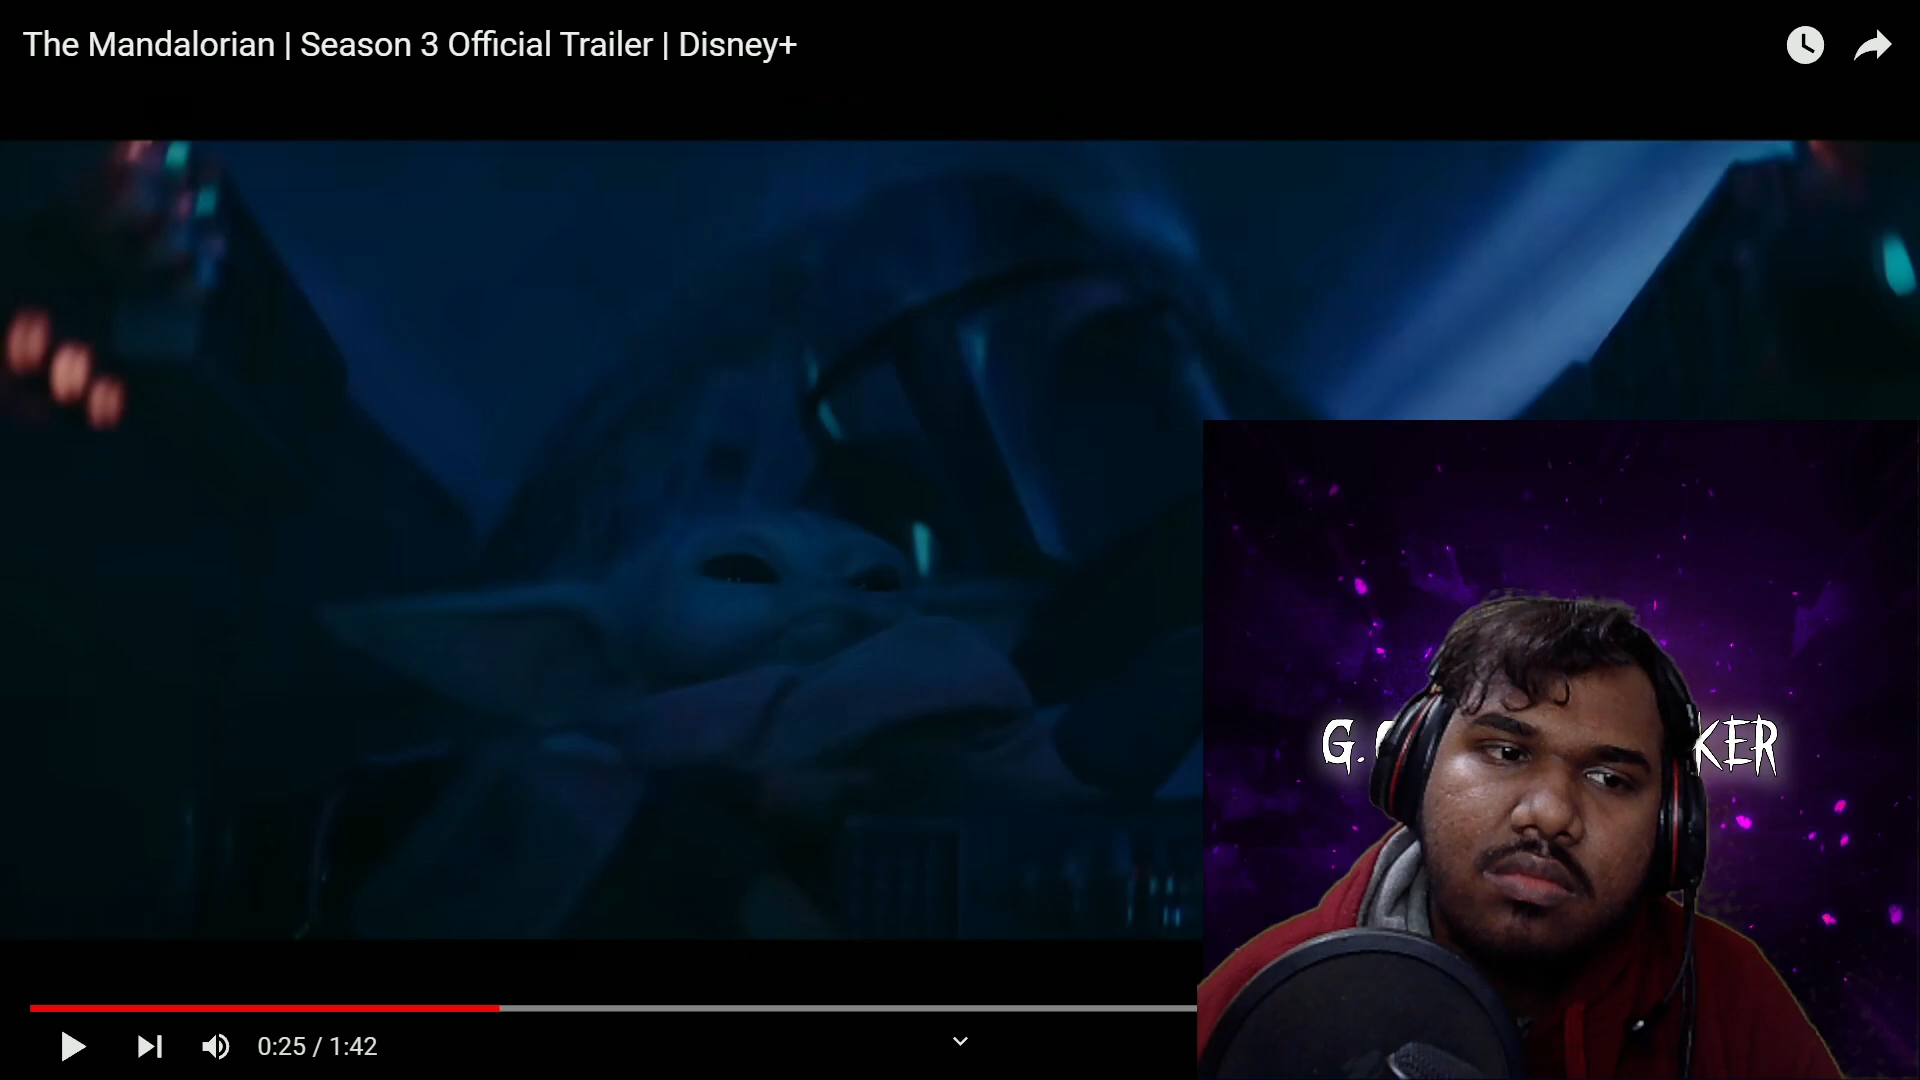 The Mandalorian | Season 3 Official Trailer | Disney+
G.
KER
0:25 / 1:42